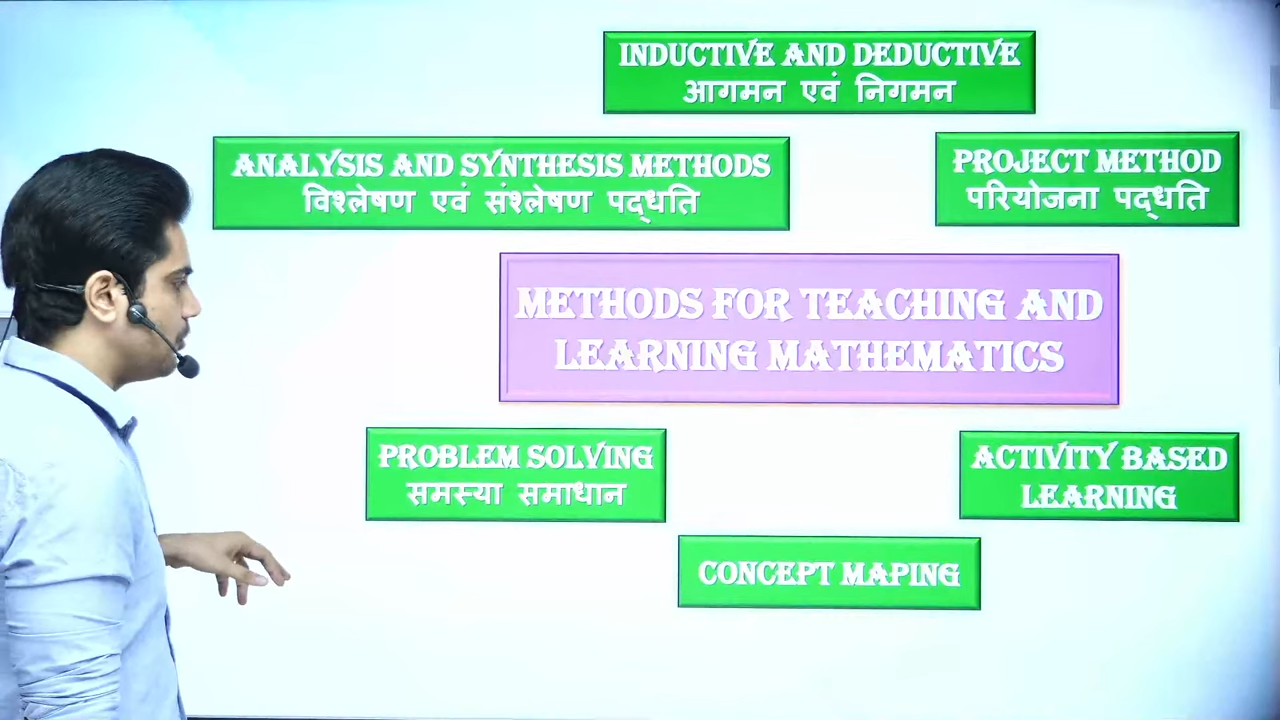 INDUCTIVE AND DEDUCTIVE
आगमन एवं निगमन
ANALYSIS AND SYNTHESIS METHODS
विश्लेषण एवं संश्लेषण पद्धति
PROJECT METHOD
परियोजना पद्धति
METHODS FOR TEACHING AND
LEARNING MATHEMATICS
PROBLEM SOLVING
समस्या समाधान
ACTIVITY BASED
LEARNING
CONCEPT MAPING